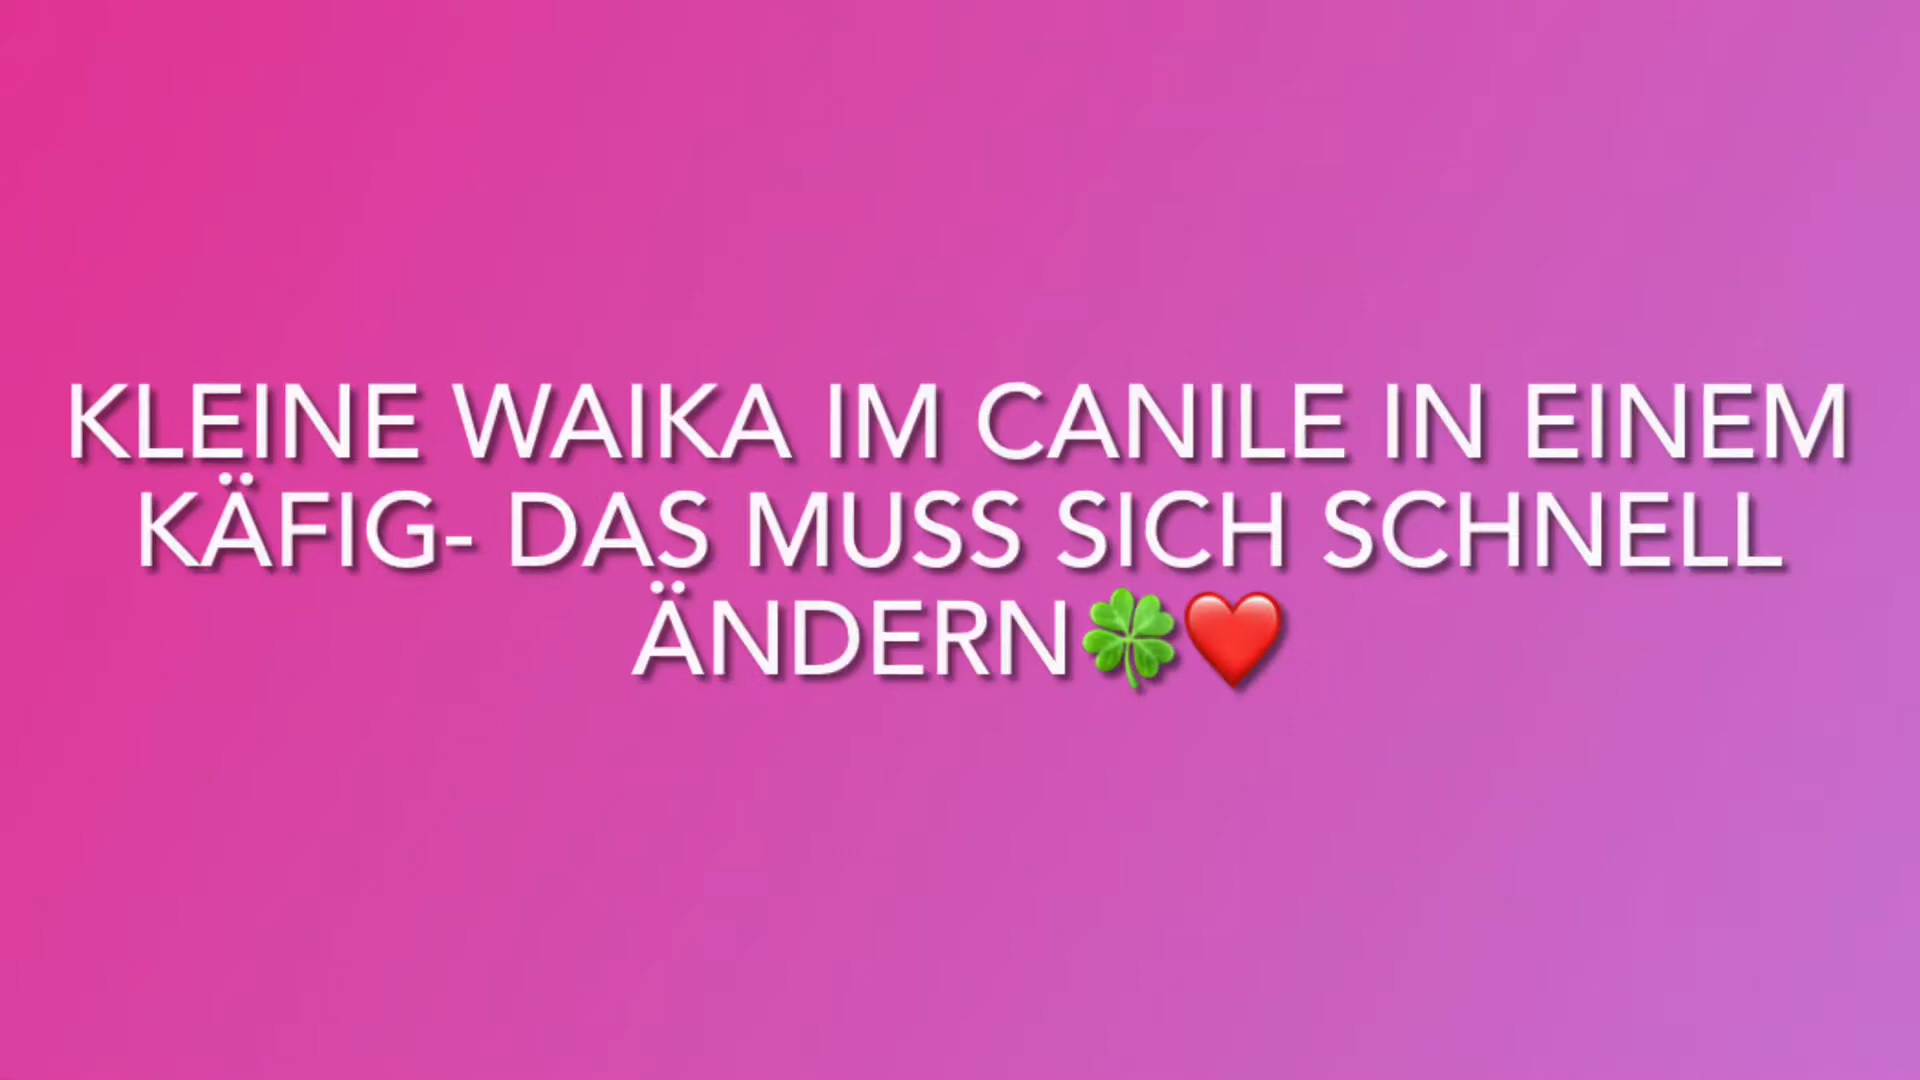 KLEINE WAIKA IM CANILE IN EINEM
KÄFIG- DAS MUSS SICH SCHNELL
ÄNDERN🍀❤️